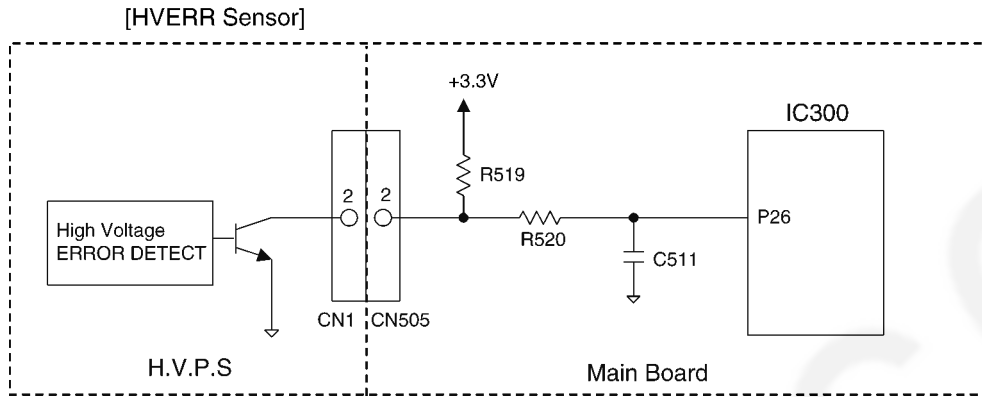 [HVERR Sensor]
+3.3V
IC300
R519
2 2
P26
R520
High Voltage
ERROR DETECT
C511
CN1 CN505
H.V.P.S
Main Board